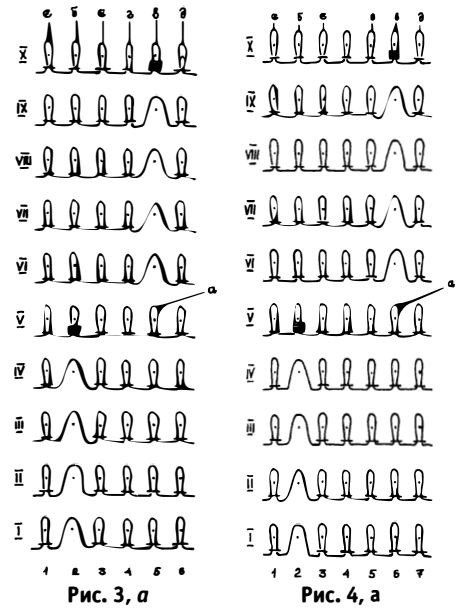 б г д
X
IX
VIII
VII
VI
а
V
IV
III
II
I
1 2 3 4 5 6
Рис. 3, а
б д
X
IX
VIII
VII
VI
а
V
IV
III
II
I
1 2 3 4 5 6 7
Рис. 4, а